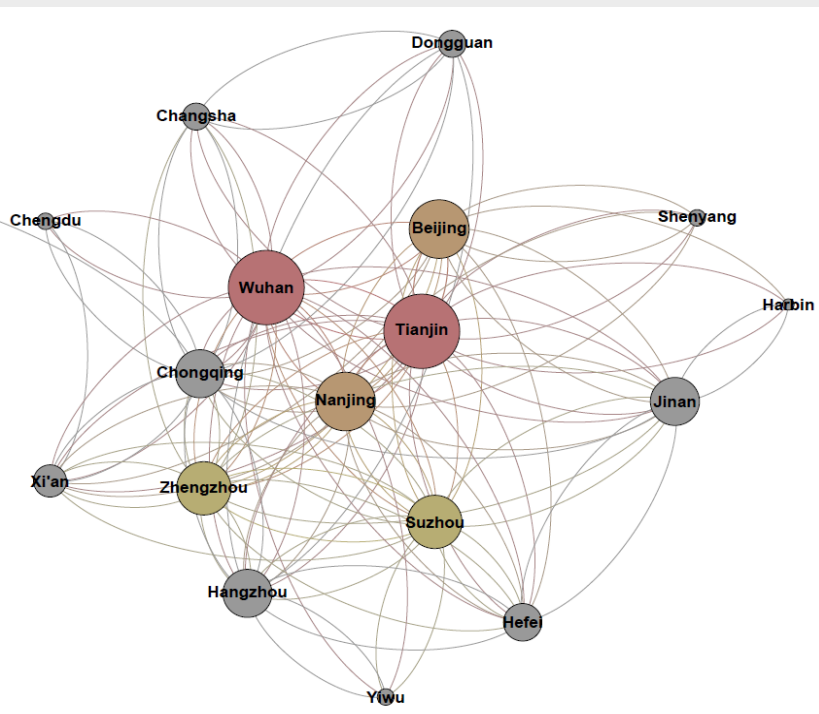 Dongguan
Changsha
Chengdu
Shenyang
Beijing
Wuhan
Harbin
Tianjin
Chongqing
Nanjing
Jinan
Xi'an
Zhengzhou
Suzhou
Hangzhou
Hefei
Yiwu